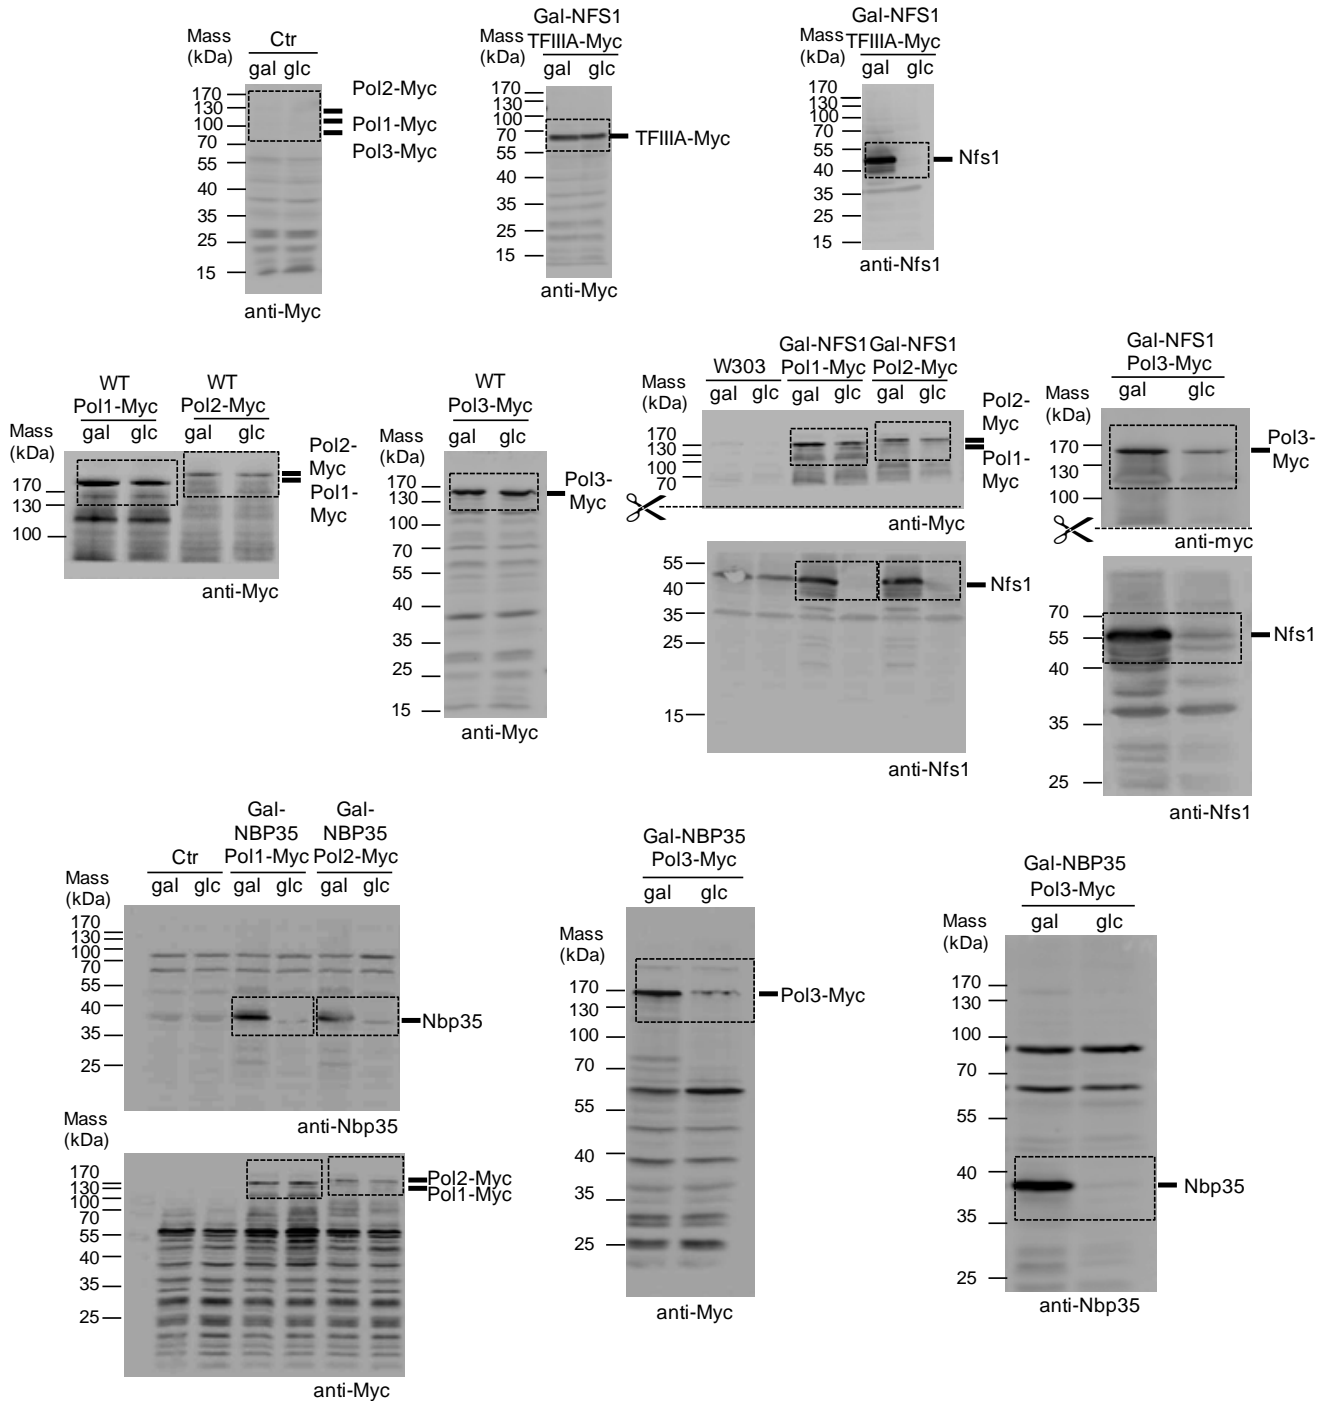 Mass
(kDa)
Ctr
gal glc
170
130
100
70
55
40
35
25
15
Pol2-Myc
Pol1-Myc
Pol3-Myc
anti-Myc
Gal-NFS1
TFIIIA-Myc
Mass
(kDa)
gal glc
170
130
100
70
55
40
35
25
15
TFIIIA-Myc
anti-Myc
Gal-NFS1
TFIIIA-Myc
Mass
(kDa)
gal glc
170
130
100
70
55
40
35
25
15
Nfs1
anti-Nfs1
WT
Pol1-Myc
WT
Pol2-Myc
Mass
(kDa)
gal glc gal glc
170
130
100
Pol2-
Myc
Pol1-
Myc
anti-Myc
WT
Pol3-Myc
Mass
(kDa)
gal glc
170
130
100
70
55
40
35
25
15
Pol3-
Myc
anti-Myc
W303
Gal-NFS1
Pol1-Myc
Gal-NFS1
Pol2-Myc
Mass
(kDa)
gal glc gal glc gal glc
170
130
100
70
Pol2-
Myc
Pol1-
Myc
anti-Myc
55
40
35
25
15
Nfs1
anti-Nfs1
Gal-NFS1
Pol3-Myc
Mass
(kDa)
gal glc
170
130
100
Pol3-
Myc
anti-myc
70
55
40
35
25
Nfs1
anti-Nfs1
Ctr
Gal-
NBP35
Pol1-Myc
Gal-
NBP35
Pol2-Myc
Mass
(kDa)
gal glc gal glc gal glc
170
130
100
70
55
40
35
25
Nbp35
anti-Nbp35
Mass
(kDa)
170
130
100
70
55
40
35
25
Pol2-Myc
Pol1-Myc
anti-Myc
Gal-NBP35
Pol3-Myc
gal glc
Mass
(kDa)
170
130
100
70
55
40
35
25
Pol3-Myc
anti-Myc
Gal-NBP35
Pol3-Myc
Mass
(kDa)
gal glc
170
130
100
70
55
40
35
25
Nbp35
anti-Nbp35